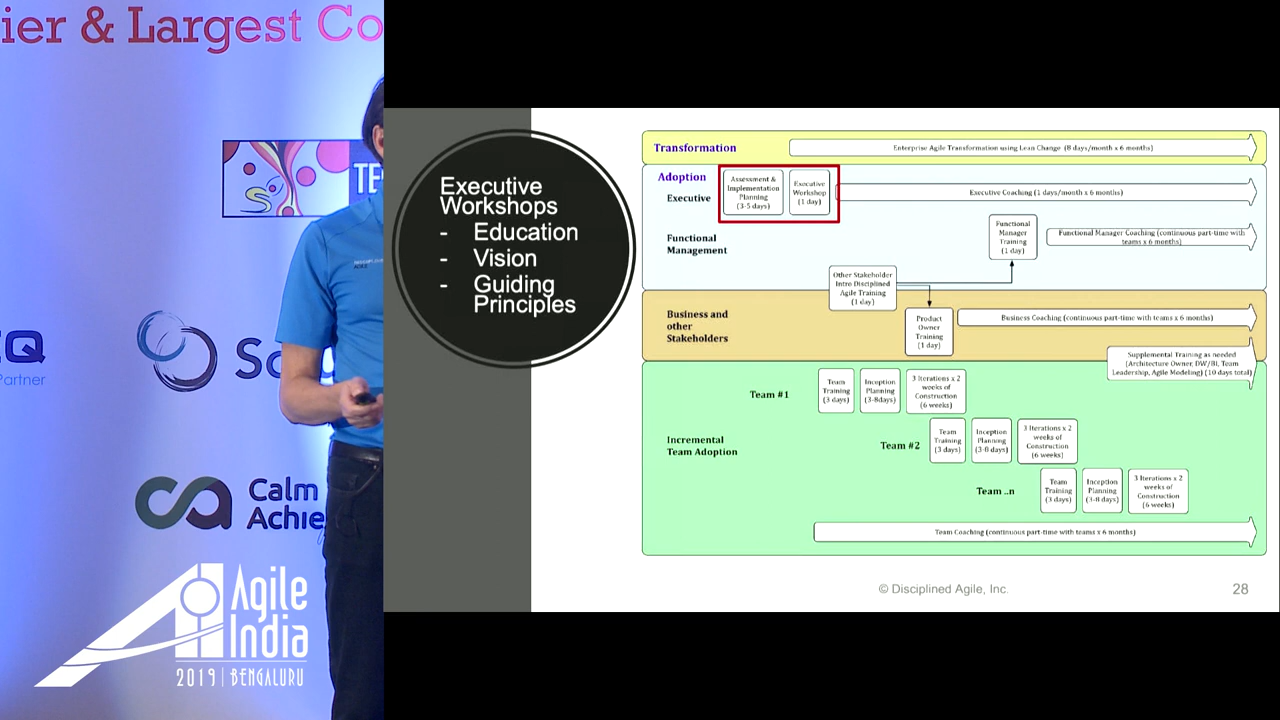 ier & Largest Co
TE
EQ
Partner
Calm
Achie
Agile
India
2019 | BENGALURU
Executive
Workshops
- Education
- Vision
- Guiding
Principles
Transformation
Enterprise Agile Transformation using Lean Change (8 days/month x 6 months)
Adoption
Executive
Assessment &
Implementation
Planning
(3-5 days)
Executive
Workshop
(1 day)
Executive Coaching (1 days/month x 6 months)
Functional
Management
Functional
Manager
Training
(1 day)
Functional Manager Coaching (continuous part-time with
teams x 6 months)
Other Stakeholder
Intro Disciplined
Agile Training
(1 day)
Business and
other
Stakeholders
Product
Owner
Training
(1 day)
Business Coaching (continuous part-time with teams x 6 months)
Supplemental Training as needed
(Architecture Owner, DW/BI, Team
Leadership, Agile Modeling) (10 days total)
Team #1
Team
Training
(3 days)
Inception
Planning
(3-8days)
3 Iterations x 2
weeks of
Construction
(6 weeks)
Incremental
Team Adoption
Team #2
Team
Training
(3 days)
Inception
Planning
(3-8 days)
3 Iterations x 2
weeks of
Construction
(6 weeks)
Team ..n
Team
Training
(3 days)
Inception
Planning
(3-8 days)
3 Iterations x 2
weeks of
Construction
(6 weeks)
Team Coaching (continuous part-time with teams x 6 months)
© Disciplined Agile, Inc.
28